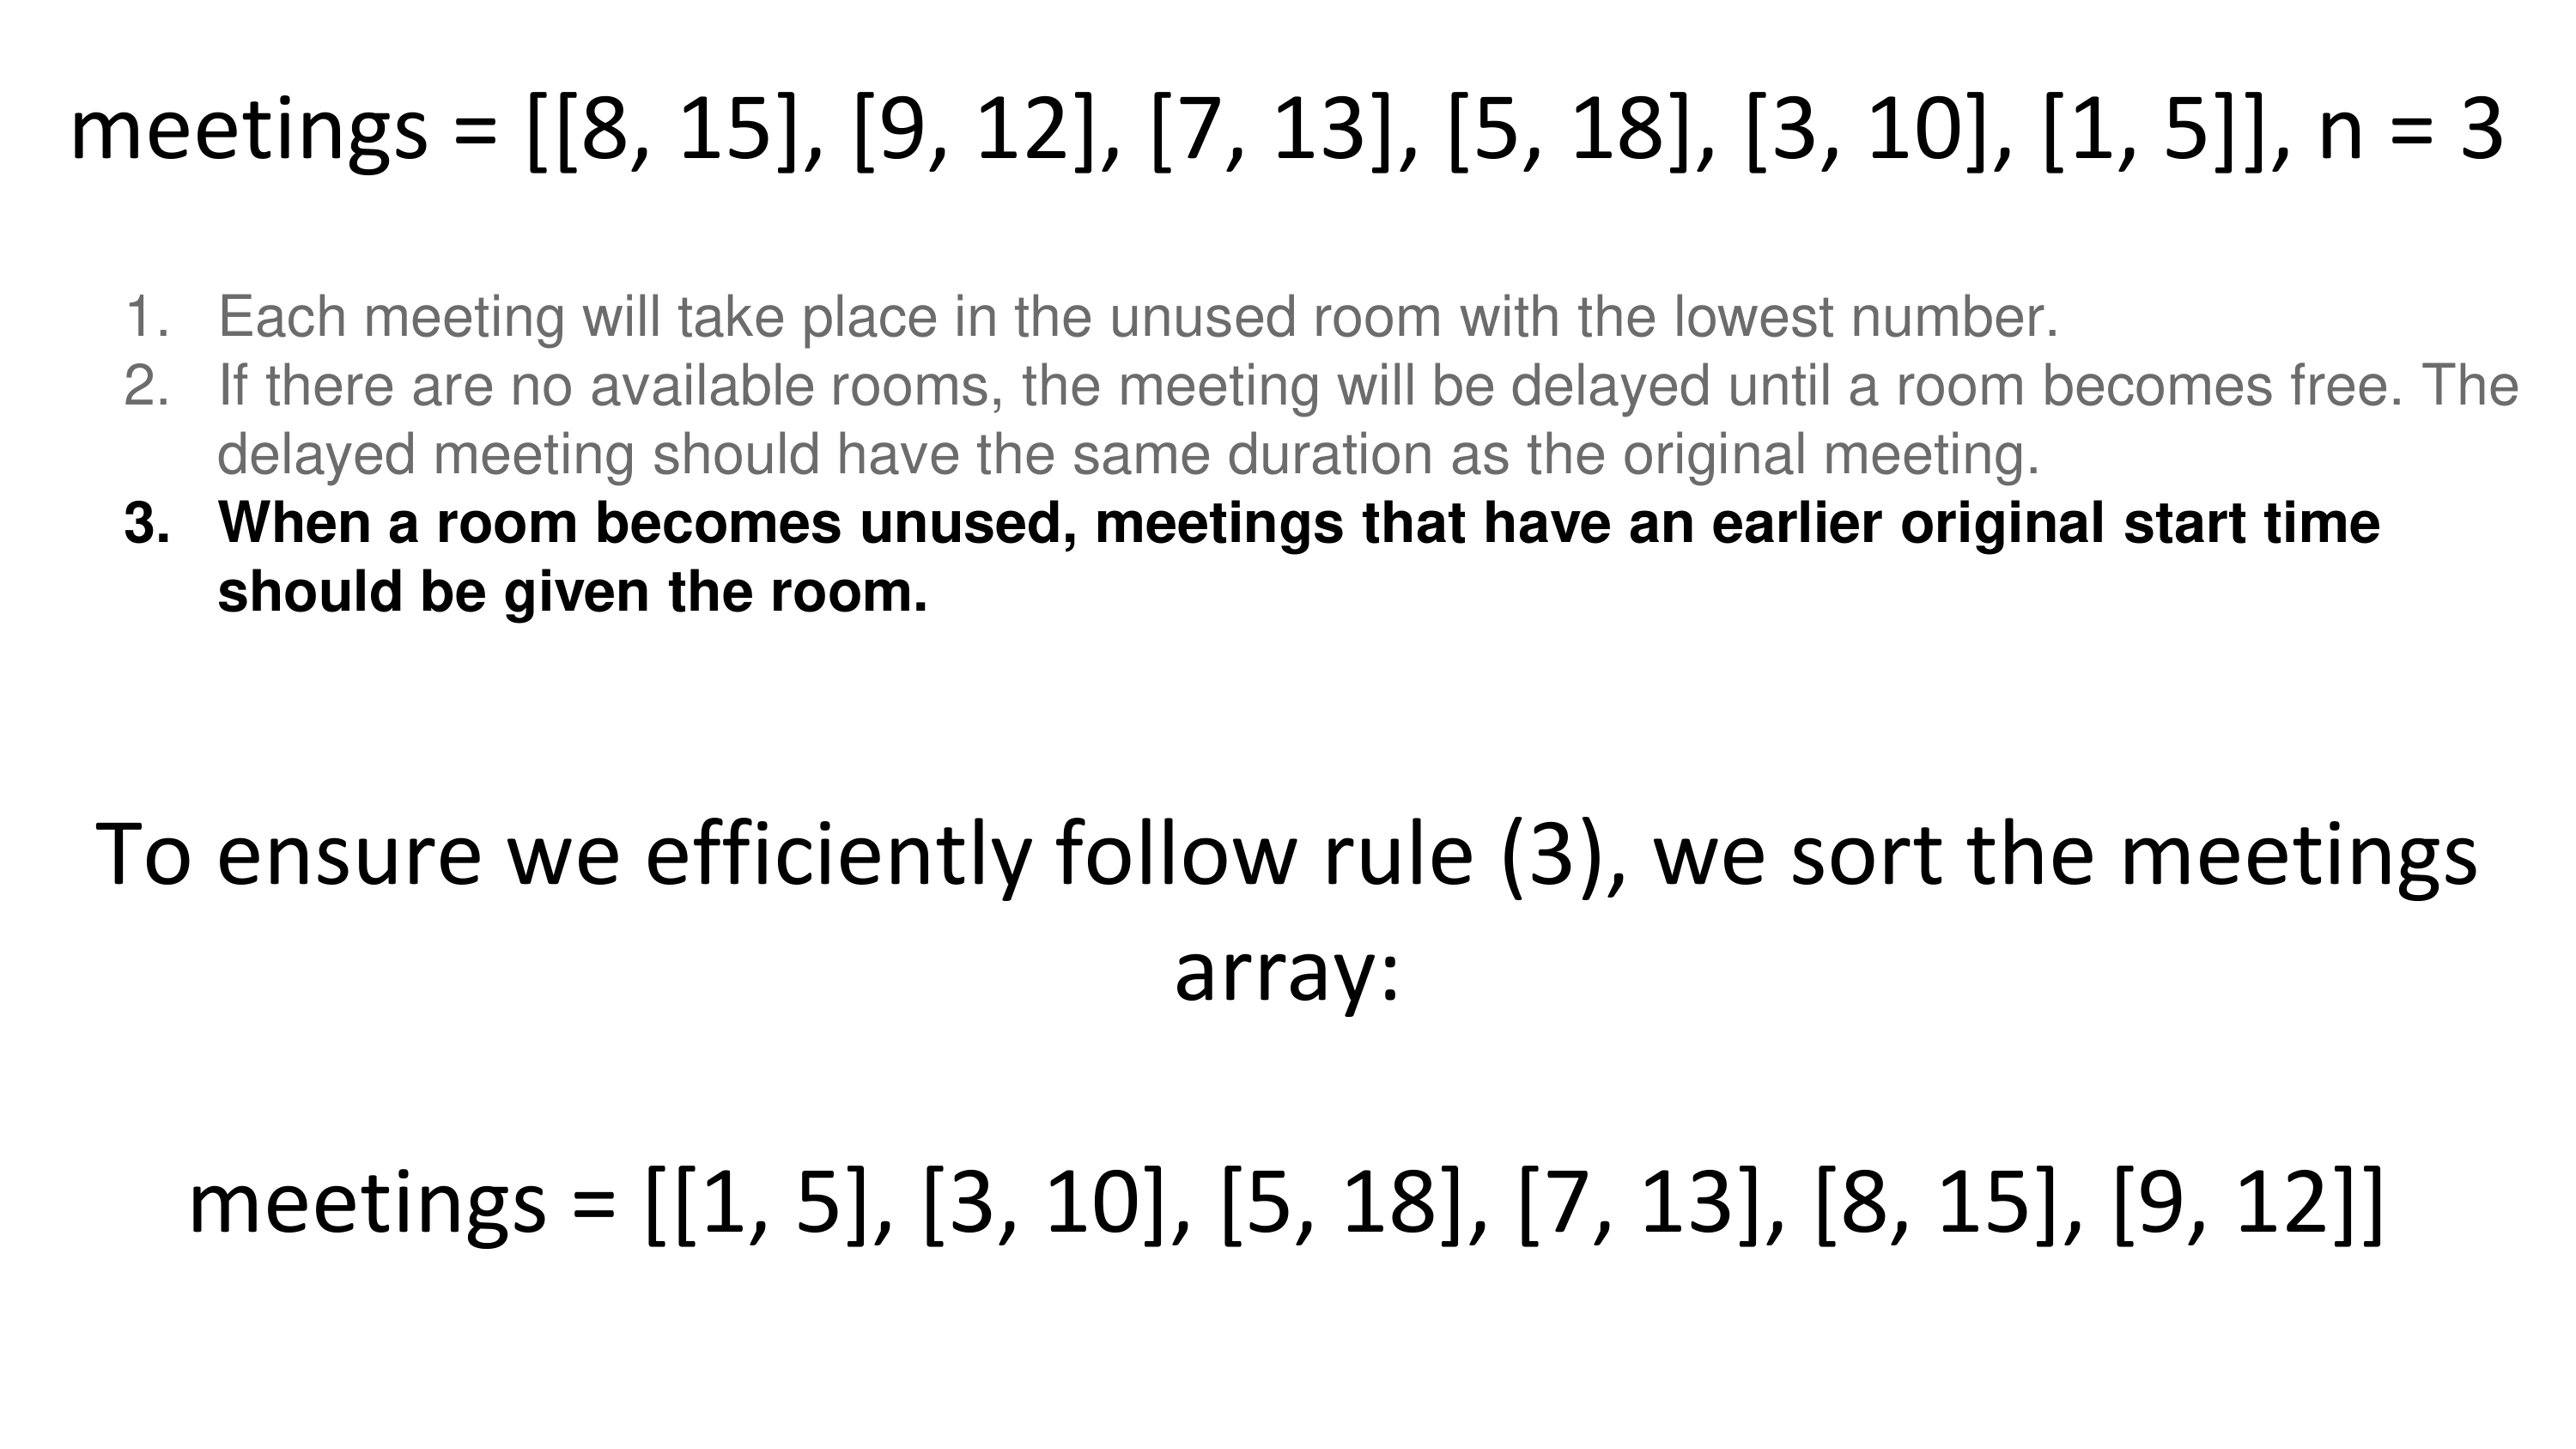 meetings = [[8, 15], [9, 12], [7, 13], [5, 18], [3, 10], [1, 5]], n = 3
1. Each meeting will take place in the unused room with the lowest number.
2. If there are no available rooms, the meeting will be delayed until a room becomes free. The
delayed meeting should have the same duration as the original meeting.
3. When a room becomes unused, meetings that have an earlier original start time
should be given the room.
To ensure we efficiently follow rule (3), we sort the meetings
array:
meetings = [[1, 5], [3, 10], [5, 18], [7, 13], [8, 15], [9, 12]]